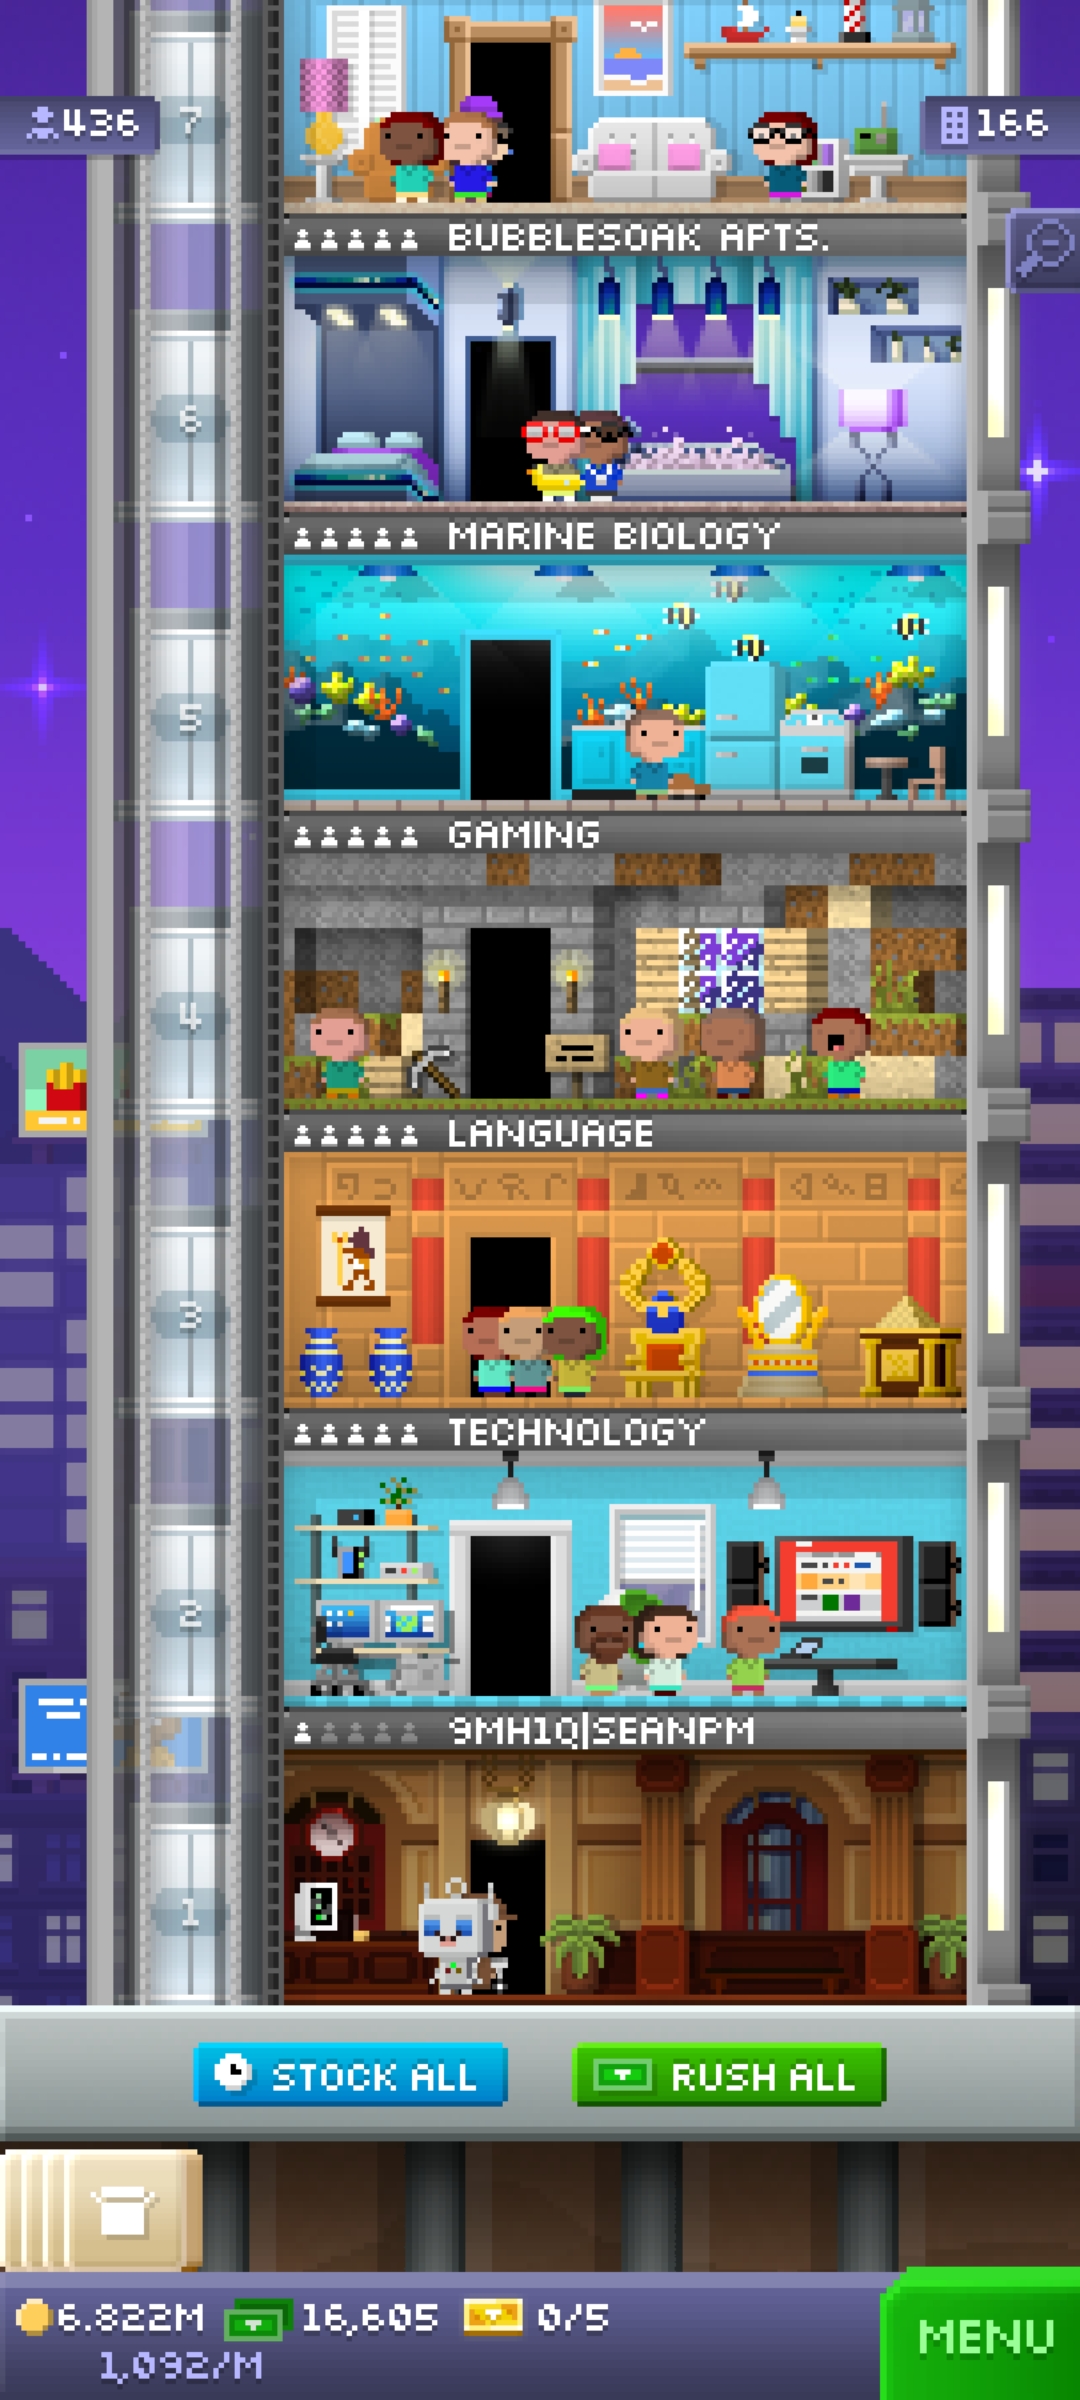 7
436
166
BUBBLESOAK APTS.
6
MARINE BIOLOGY
5
GAMING
4
LANGUAGE
3
TECHNOLOGY
2
9MH1Q|SEANPM
1
STOCK ALL
RUSH ALL
6.822M
16,605
0/5
1,092/M
MENU